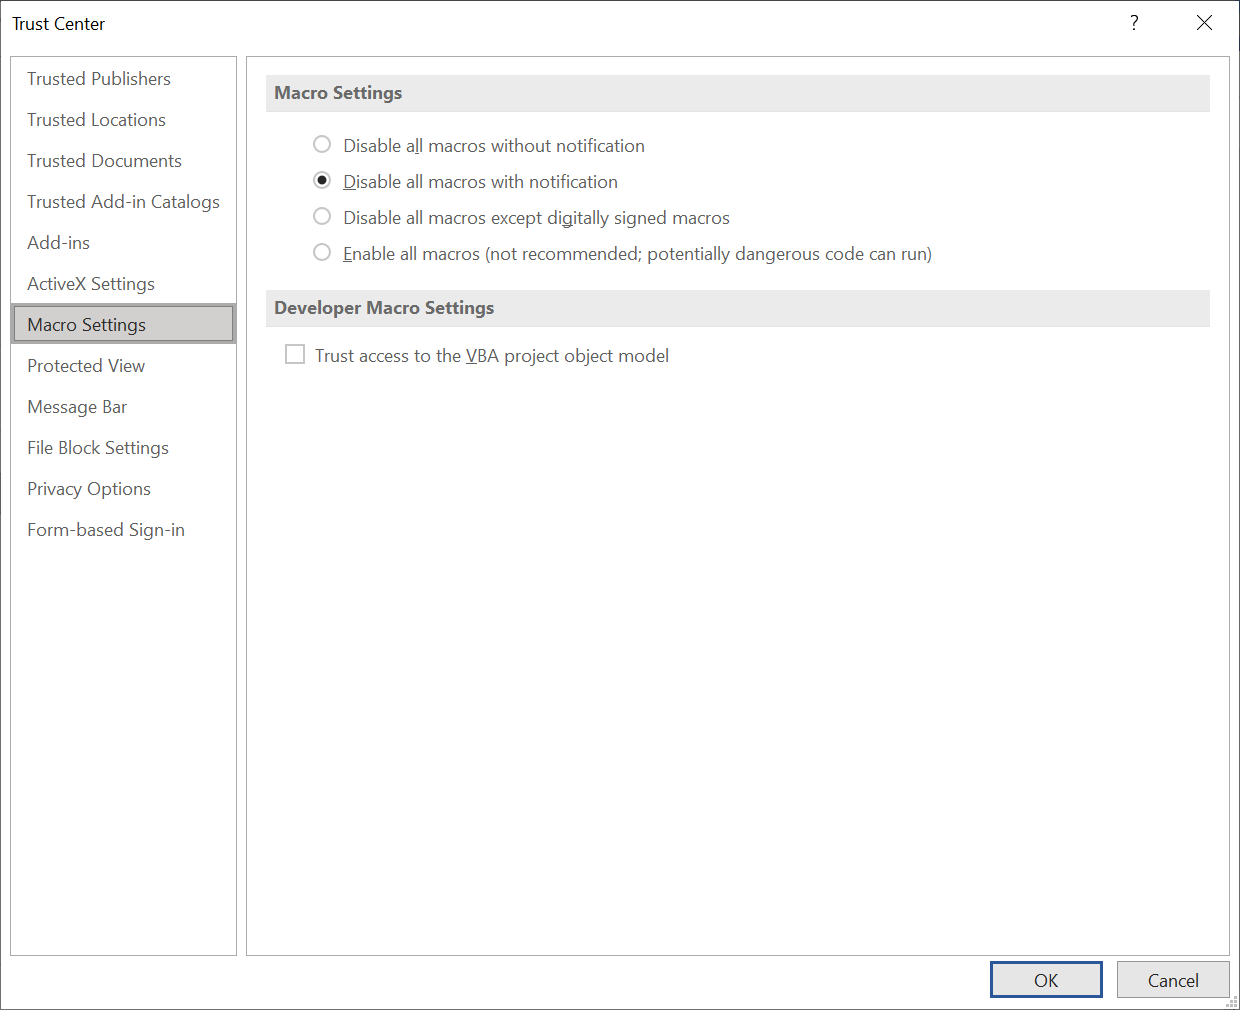 Trust Center
?
Trusted Publishers
Trusted Locations
Trusted Documents
Trusted Add-in Catalogs
Add-ins
ActiveX Settings
Macro Settings
Protected View
Message Bar
File Block Settings
Privacy Options
Form-based Sign-in
Macro Settings
Disable all macros without notification
Disable all macros with notification
Disable all macros except digitally signed macros
Enable all macros (not recommended; potentially dangerous code can run)
Developer Macro Settings
Trust access to the VBA project object model
OK
Cancel